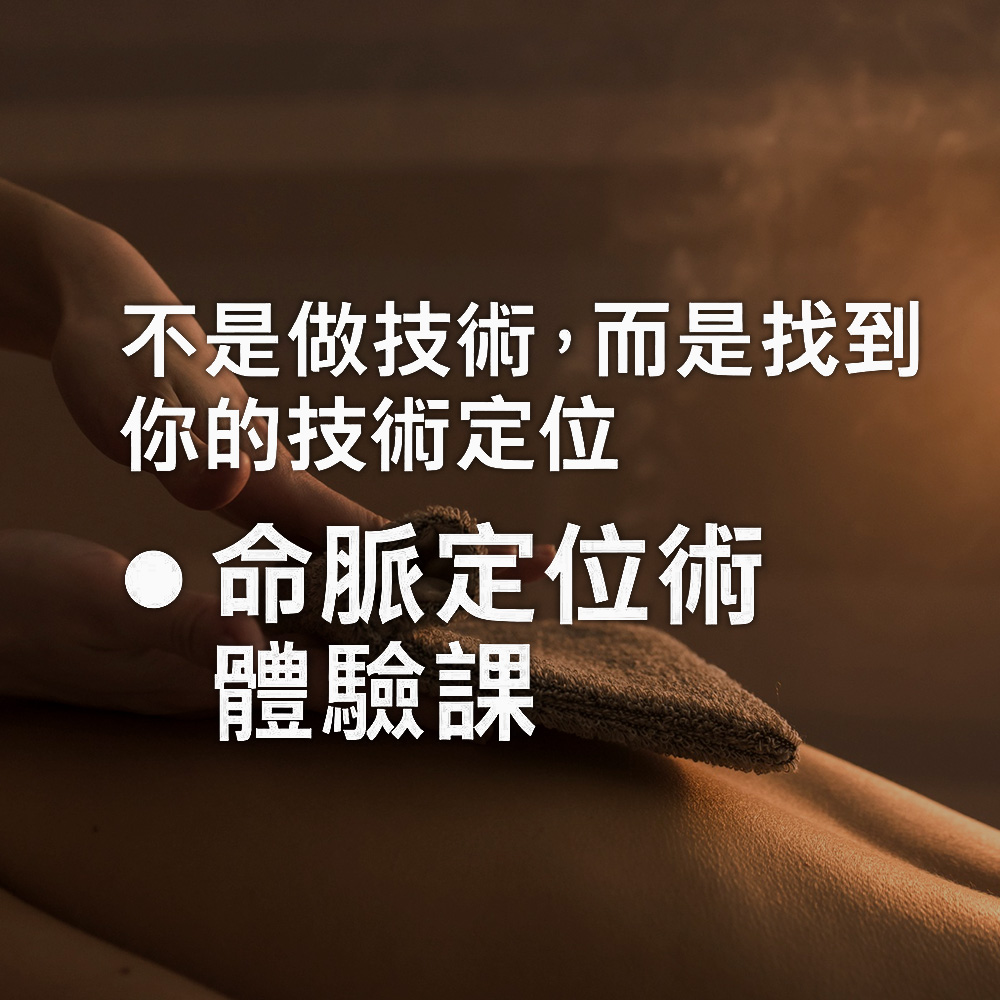 不是做技術，而是找到
你的技術定位
● 命脈定位術
體驗課